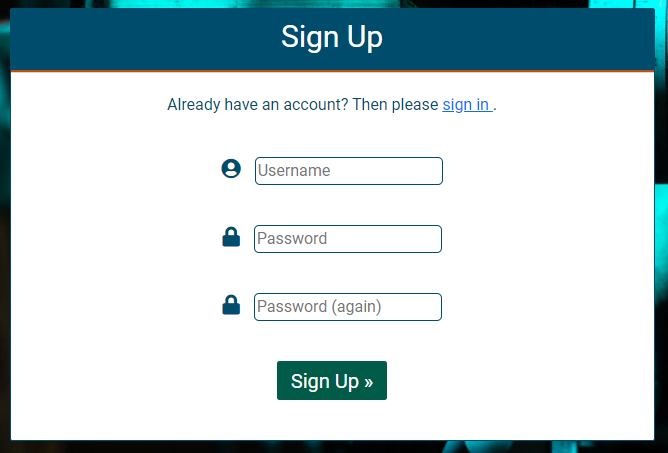 Sign Up
Already have an account? Then please sign in .
Username
Password
Password (again)
Sign Up »